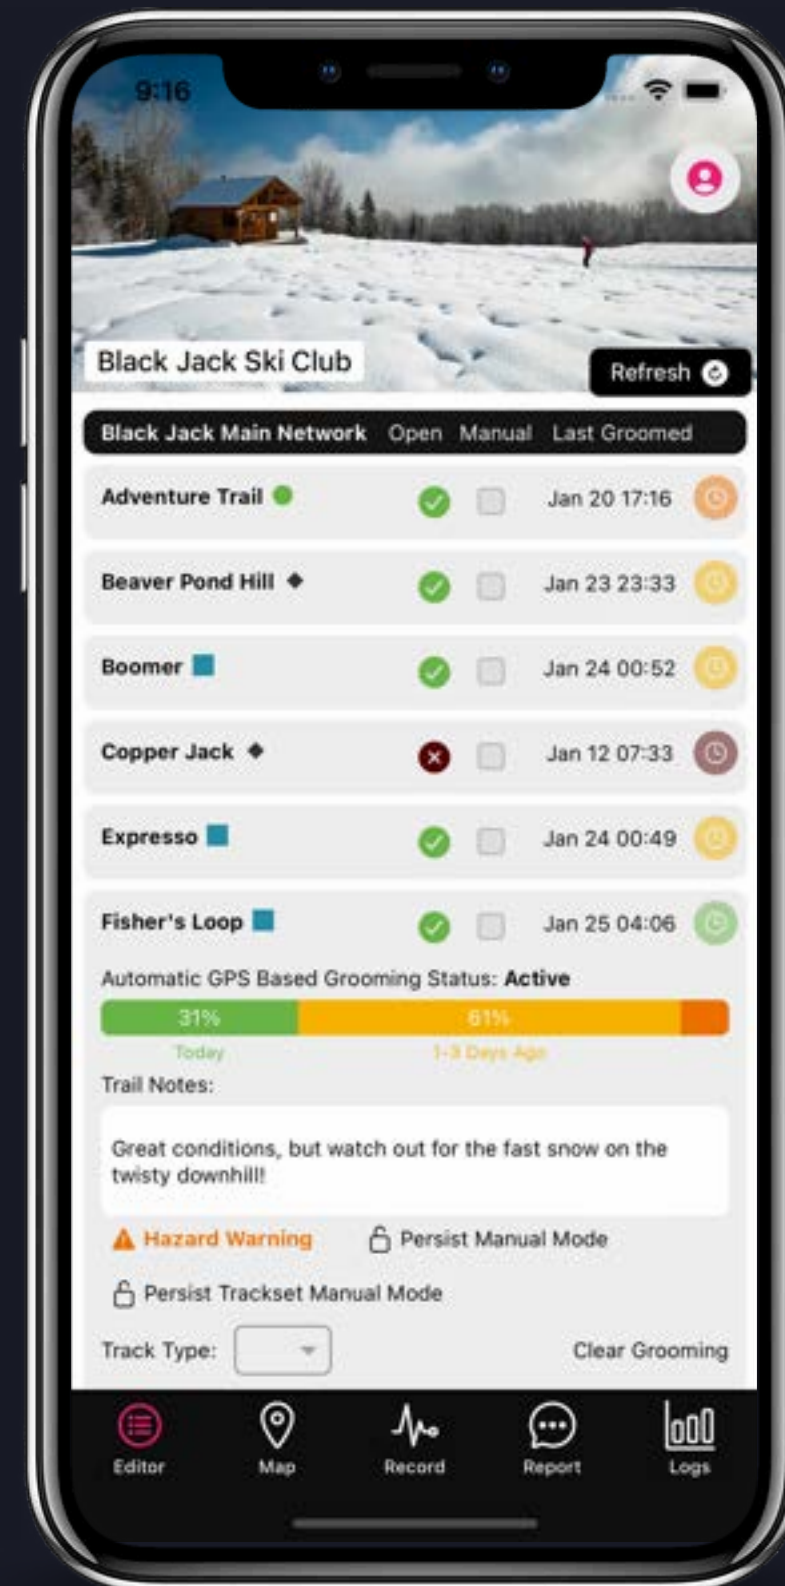 9:16
Black Jack Ski Club
Refresh
Black Jack Main Network Open Manual Last Groomed
Adventure Trail Jan 20 17:16
Beaver Pond Hill Jan 23 23:33
Boomer Jan 24 00:52
Copper Jack Jan 12 07:33
Expresso Jan 24 00:49
Fisher's Loop Jan 25 04:06
Automatic GPS Based Grooming Status: Active
31% 61%
Today 1-3 Days Ago
Trail Notes:
Great conditions, but watch out for the fast snow on the
twisty downhill!
Hazard Warning Persist Manual Mode
Persist Trackset Manual Mode
Track Type: Clear Grooming
Editor Map Record Report Logs